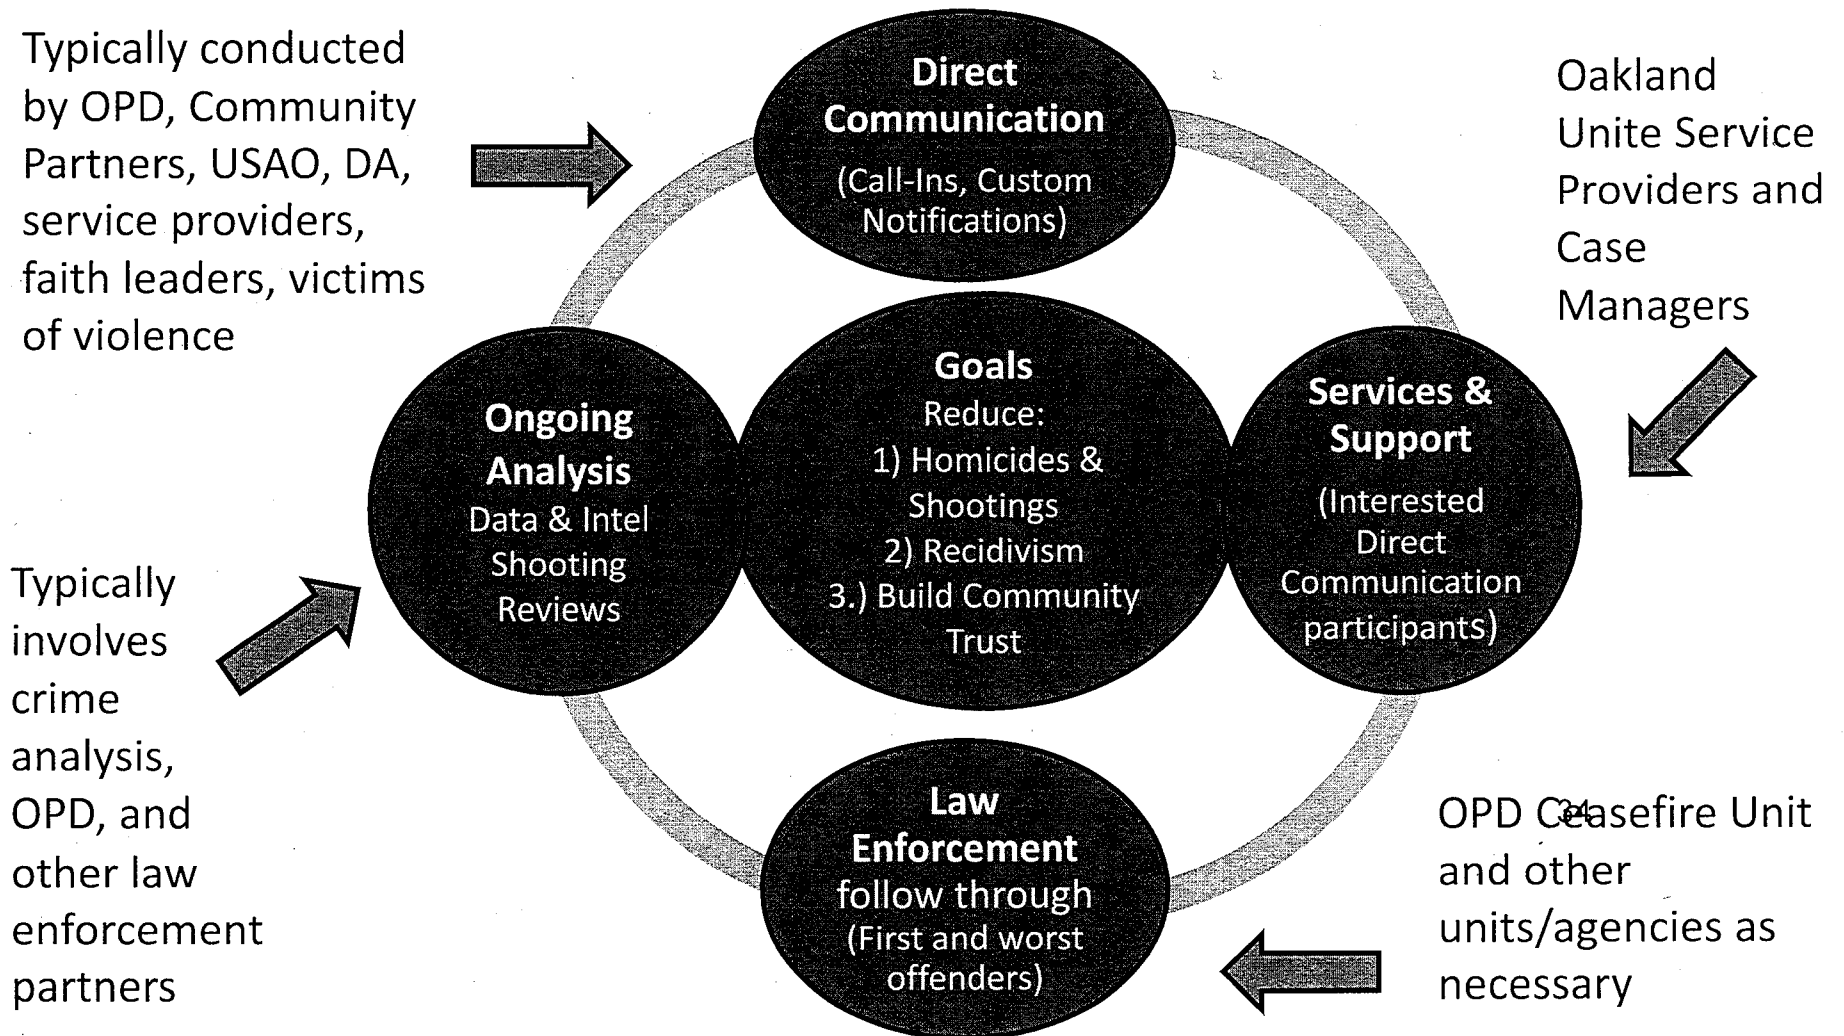 Typically conducted
by OPD, Community
Partners, USAO, DA,
service providers,
faith leaders, victims
of violence
Direct
Communication
(Call-Ins, Custom
Notifications)
Oakland
Unite Service
Providers and
Case
Managers
Ongoing
Analysis
Data & Intel
Shooting
Reviews
Goals
Reduce:
1) Homicides &
Shootings
2) Recidivism
3.) Build Community
Trust
Services &
Support
(Interested
Direct
Communication
participants)
Typically
involves
crime
analysis,
OPD, and
other law
enforcement
partners
Law
Enforcement
follow through
(First and worst
offenders)
OPD Ceasefire Unit
34
and other
units/agencies as
necessary